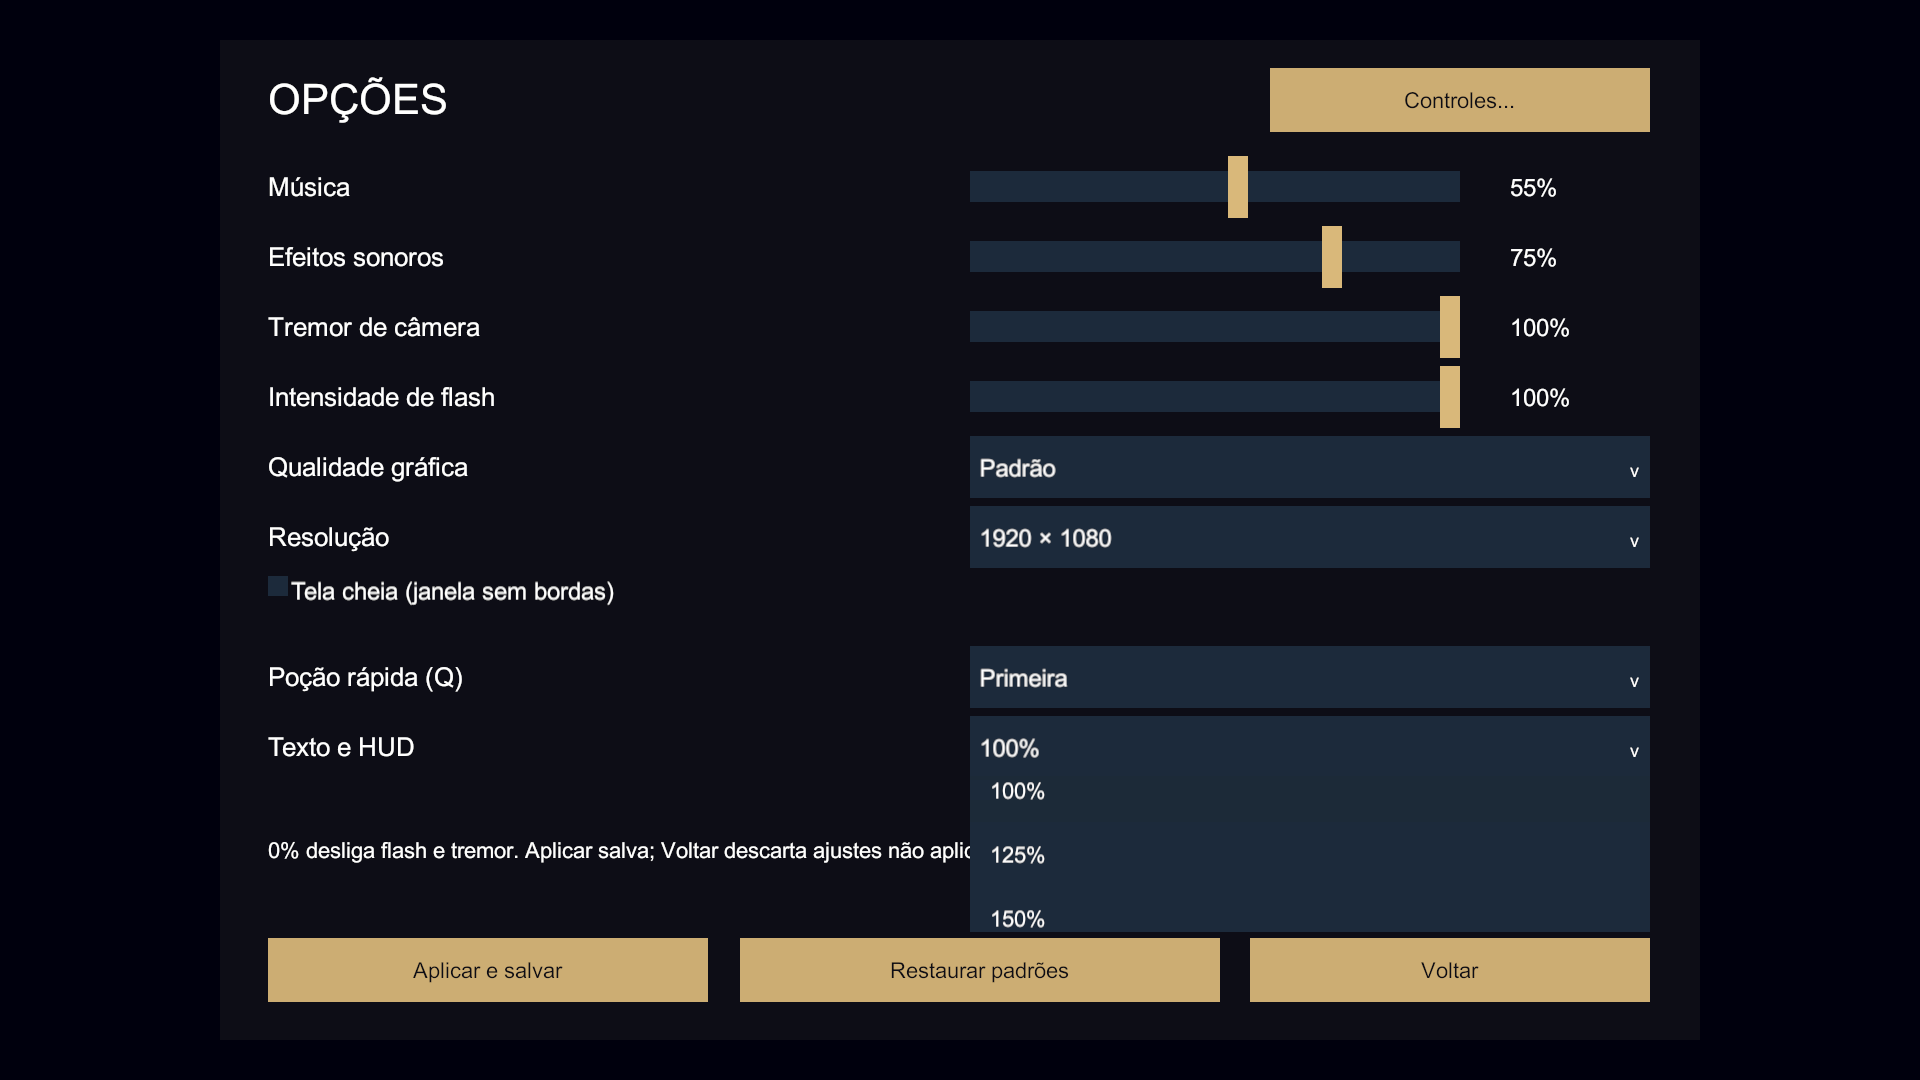 OPÇÕES
Controles...
Música 55%
Efeitos sonoros 75%
Tremor de câmera 100%
Intensidade de flash 100%
Qualidade gráfica Padrão v
Resolução 1920 × 1080 v
Tela cheia (janela sem bordas)
Poção rápida (Q) Primeira v
Texto e HUD 100% v
100%
0% desliga flash e tremor. Aplicar salva; Voltar descarta ajustes não
125%
150%
Aplicar e salvar Restaurar padrões Voltar